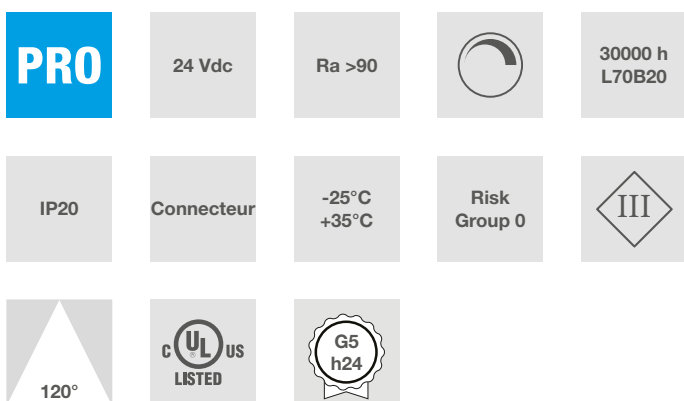 PRO
24 Vdc
Ra >90
30000 h
L70B20
IP20
Connecteur
-25°C
+35°C
Risk
Group 0
III
120°
C UL US
®
LISTED
G5
h24